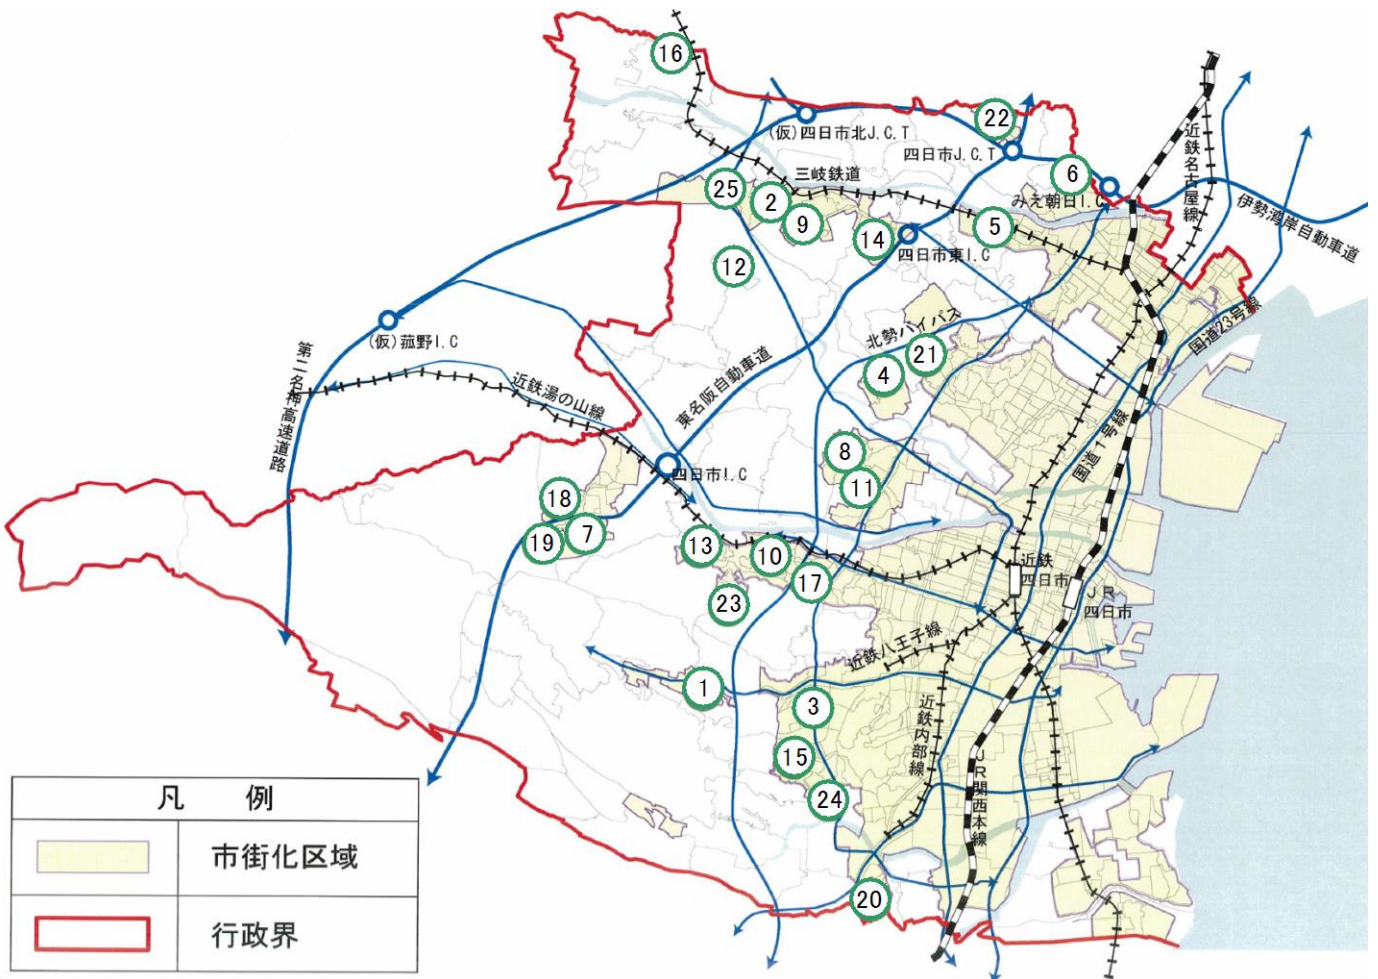 16
22
(仮)四日市北J.C.T
四日市J.C.T
近鉄名古屋線
三岐鉄道
6
25
2
みえ朝日I.C
伊勢湾岸自動車道
9
5
14
四日市東I.C
12
国道23号線
(仮)菰野I.C
北勢バイパス
21
第二名神高速道路
近鉄湯の山線
東名阪自動車道
4
国道1号線
8
四日市I.C
11
18
7
19
13
10
17
近鉄
四日市
JR
四日市
23
近鉄八王子線
1
3
近鉄内部線
15
JR関西本線
24
20
凡 例
市街化区域
行政界